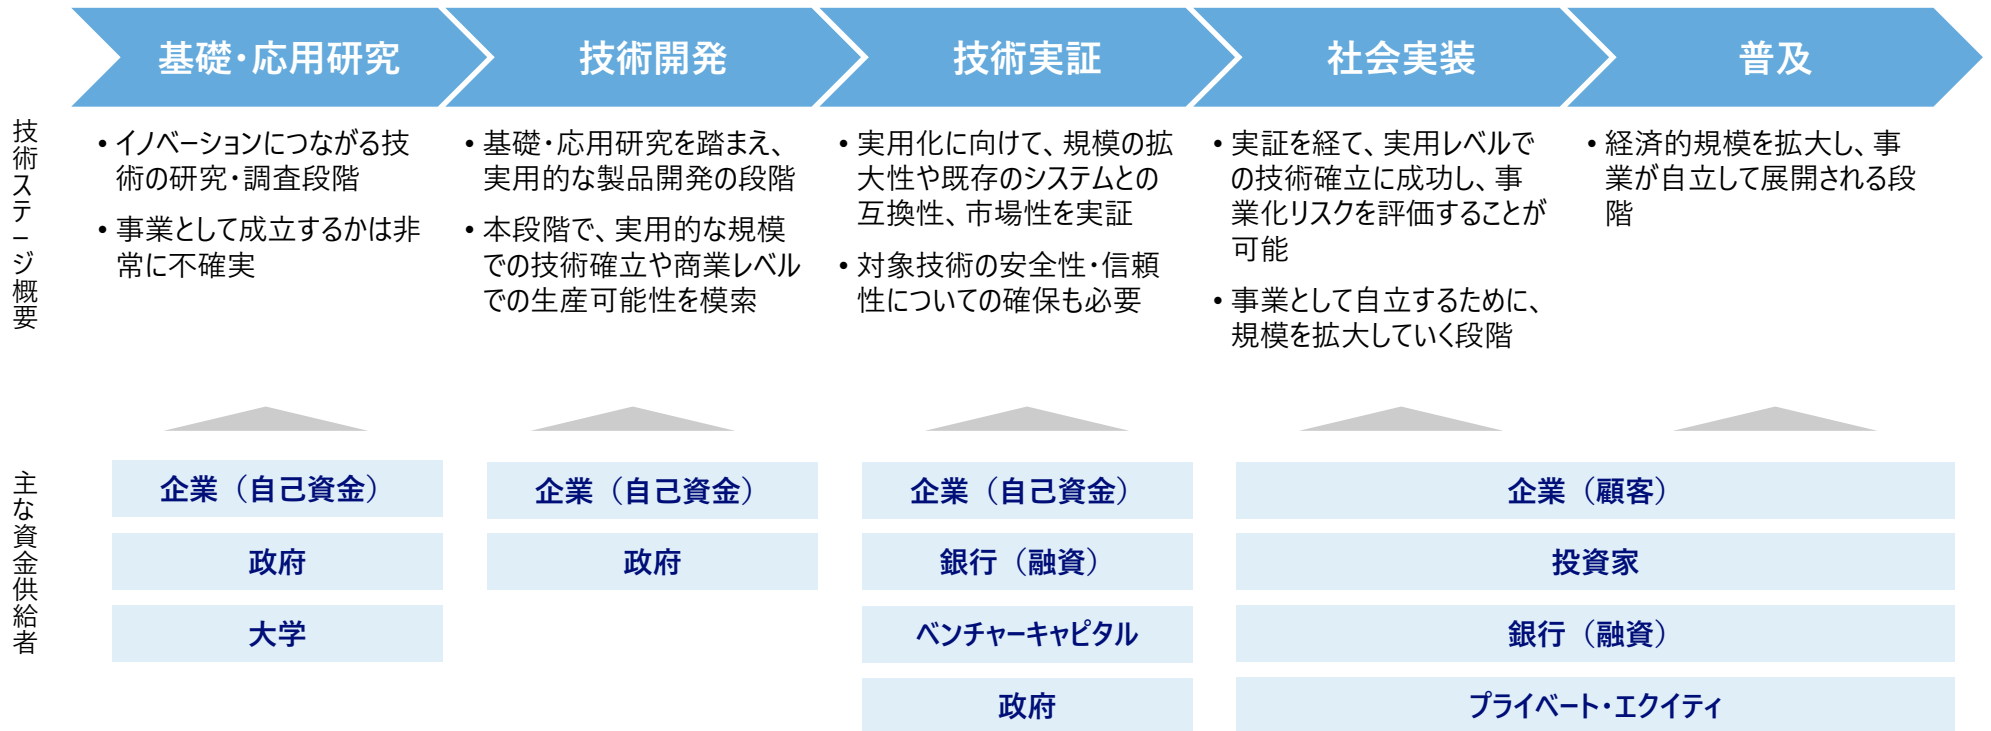 基礎・応用研究
技術開発
技術実証
社会実装
普及
技術ステージ概要
• イノベーションにつながる技
術の研究・調査段階
• 事業として成立するかは非
常に不確実
• 基礎・応用研究を踏まえ、
実用的な製品開発の段階
• 本段階で、実用的な規模
での技術確立や商業レベル
での生産可能性を模索
• 実用化に向けて、規模の拡
大性や既存のシステムとの
互換性、市場性を実証
• 対象技術の安全性・信頼
性についての確保も必要
• 実証を経て、実用レベルで
の技術確立に成功し、事
業化リスクを評価することが
可能
• 事業として自立するために、
規模を拡大していく段階
• 経済的規模を拡大し、事
業が自立して展開される段
階
主な資金供給者
企業（自己資金）
政府
大学
企業（自己資金）
政府
企業（自己資金）
銀行（融資）
ベンチャーキャピタル
政府
企業（顧客）
投資家
銀行（融資）
プライベート・エクイティ